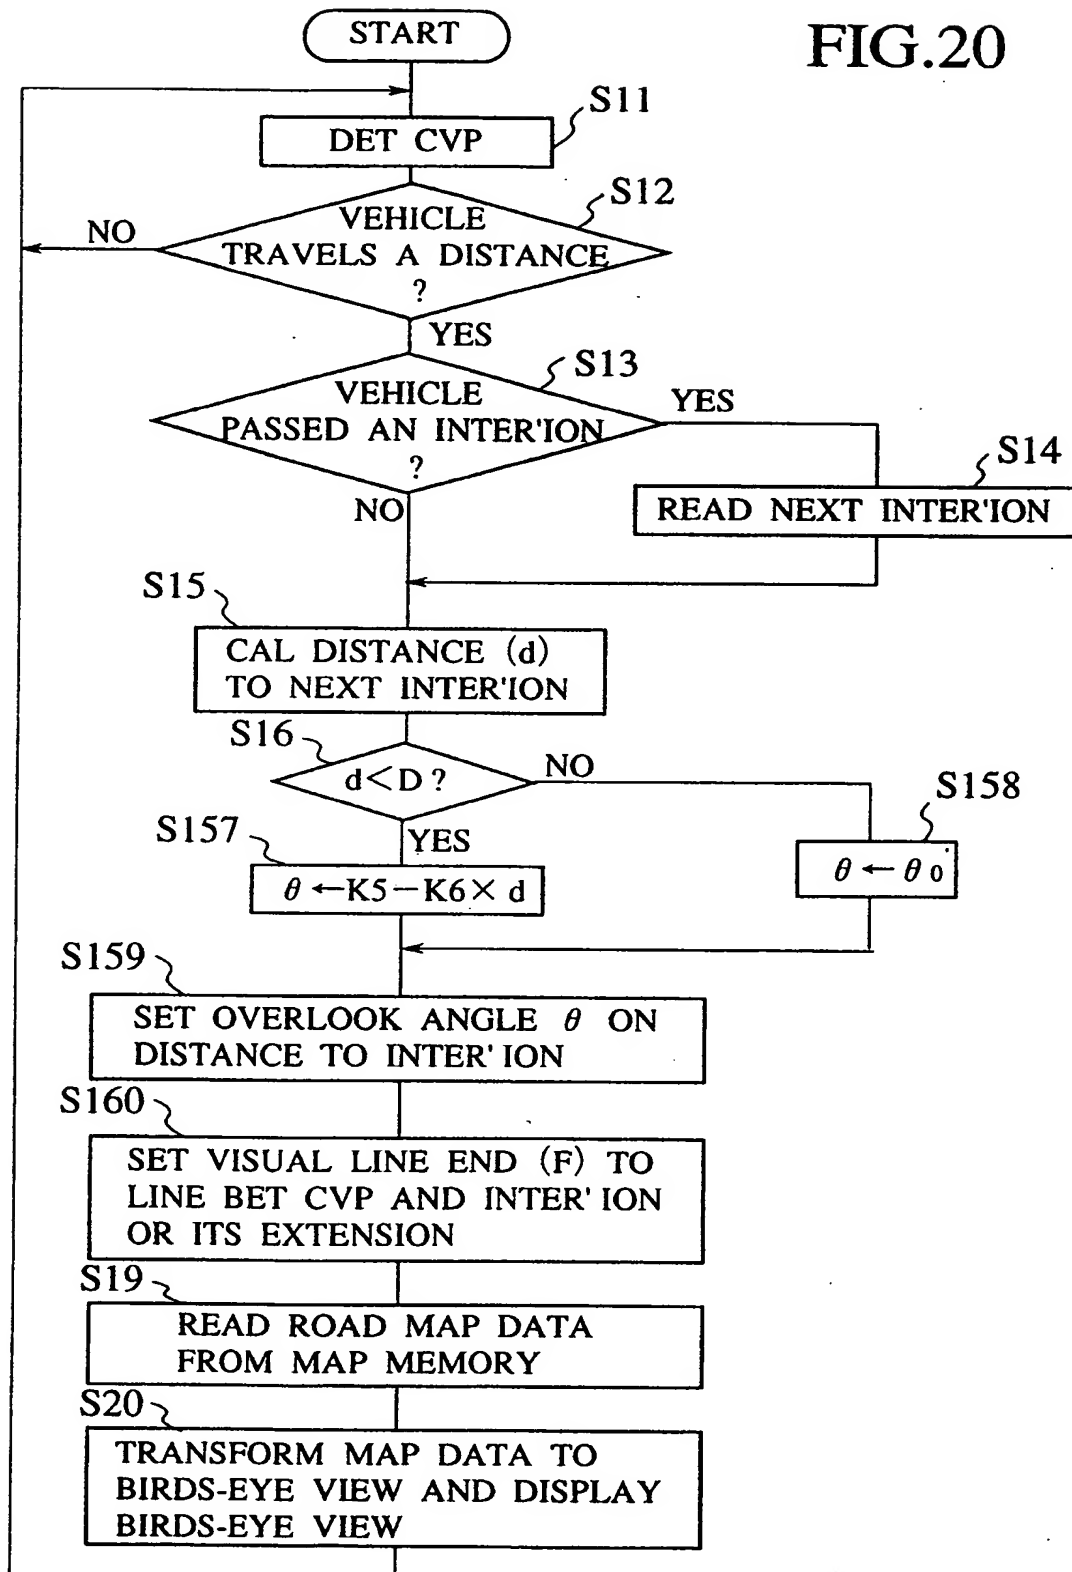 FIG.20
START
S11
DET CVP
S12
VEHICLE
TRAVELS A DISTANCE
?
NO
YES
S13
VEHICLE
PASSED AN INTER'ION
?
YES
NO
S14
READ NEXT INTER'ION
S15
CAL DISTANCE (d)
TO NEXT INTER'ION
S16
d<D?
NO
YES
S157
θ←K5−K6× d
S158
θ ← θ0
S159
SET OVERLOOK ANGLE θ ON
DISTANCE TO INTER'ION
S160
SET VISUAL LINE END (F) TO
LINE BET CVP AND INTER'ION
OR ITS EXTENSION
S19
READ ROAD MAP DATA
FROM MAP MEMORY
S20
TRANSFORM MAP DATA TO
BIRDS-EYE VIEW AND DISPLAY
BIRDS-EYE VIEW